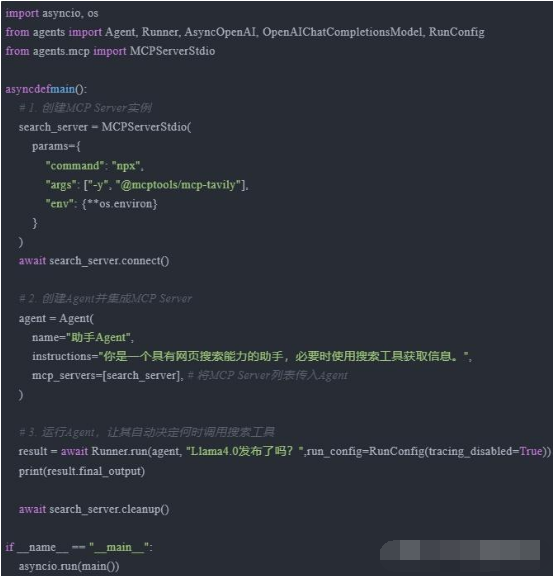 import asyncio, os
from agents import Agent, Runner, AsyncOpenAI, OpenAIChatCompletionsModel, RunConfig
from agents.mcp import MCPServerStdio
asyncdefmain():
# 1. 创建MCP Server实例
search_server = MCPServerStdio(
params={
"command": "npx",
"args": ["-y", "@mcptools/mcp-tavily"],
"env": {**os.environ}
}
)
await search_server.connect()
# 2. 创建Agent并集成MCP Server
agent = Agent(
name="助手Agent",
instructions="你是一个具有网页搜索能力的助手，必要时使用搜索工具获取信息。",
mcp_servers=[search_server], # 将MCP Server列表传入Agent
)
# 3. 运行Agent，让其自动决定何时调用搜索工具
result = await Runner.run(agent, "Llama4.0发布了吗？",run_config=RunConfig(tracing_disabled=True))
print(result.final_output)
await search_server.cleanup()
if __name__ == "__main__":
asyncio.run(main())